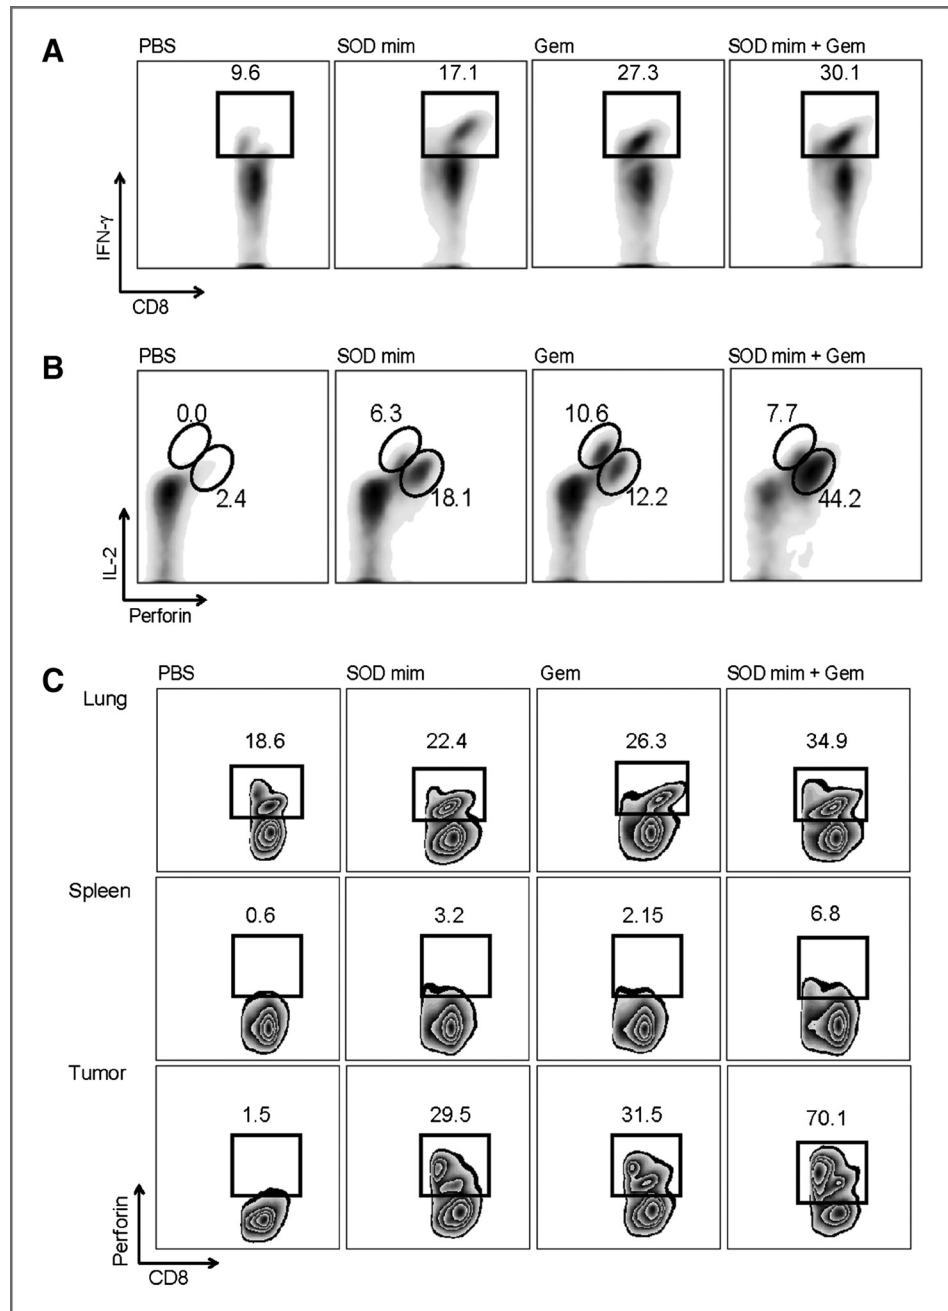 A
PBS SOD mim Gem SOD mim + Gem
9.6 17.1 27.3 30.1
IFN-γ
CD8
B
PBS SOD mim Gem SOD mim + Gem
0.0 6.3 10.6 7.7
2.4 18.1 12.2 44.2
IL-2
Perforin
C
PBS SOD mim Gem SOD mim + Gem
Lung
18.6 22.4 26.3 34.9
Spleen
0.6 3.2 2.15 6.8
Tumor
1.5 29.5 31.5 70.1
Perforin
CD8